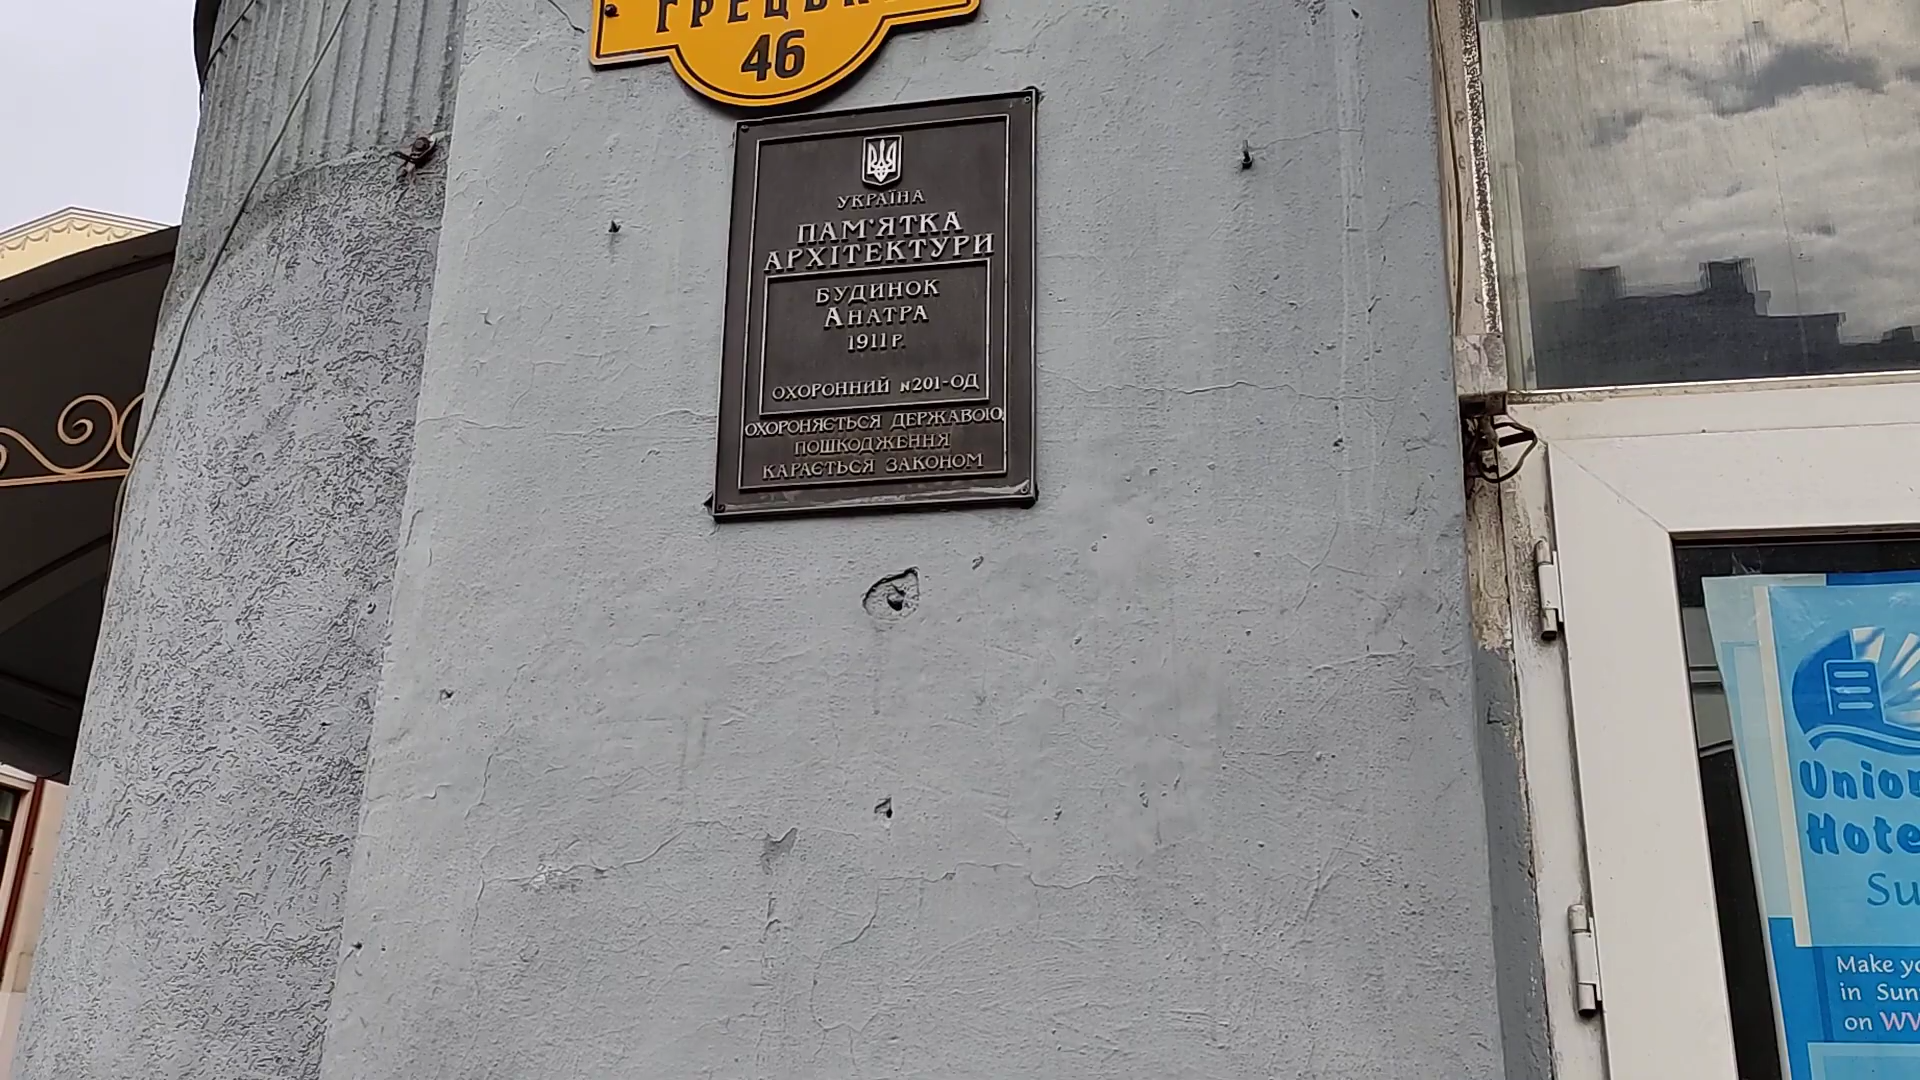 46
УКРАЇНА
ПАМ'ЯТКА
АРХІТЕКТУРИ
БУДИНОК
АНАТРА
1911 Р.
ОХОРОННИЙ №201-ОД
ОХОРОНЯЄТЬСЯ ДЕРЖАВОЮ,
ПОШКОДЖЕННЯ
КАРАЄТЬСЯ ЗАКОНОМ
Make
in
on